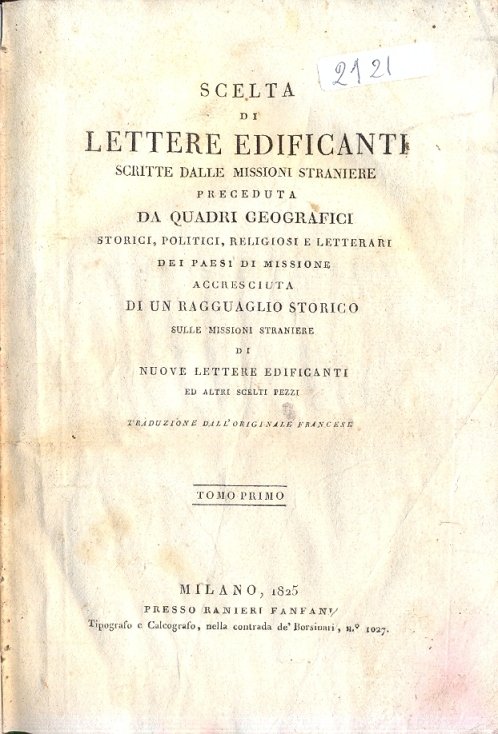 2121
SCELTA
DI
LETTERE EDIFICANTI
SCRITTE DALLE MISSIONI STRANIERE
PRECEDUTA
DA QUADRI GEOGRAFICI
STORICI, POLITICI, RELIGIOSI E LETTERARI
DEI PAESI DI MISSIONE
ACCRESCIUTA
DI UN RAGGUAGLIO STORICO
SULLE MISSIONI STRANIERE
DI
NUOVE LETTERE EDIFICANTI
ED ALTRI SCELTI PEZZI
TRADUZIONE DALL'ORIGINALE FRANCESE
TOMO PRIMO
MILANO, 1825
PRESSO RANIERI FANFANI
Tipografo e Calcografo, nella contrada de' Borsinari, n.º 1027.